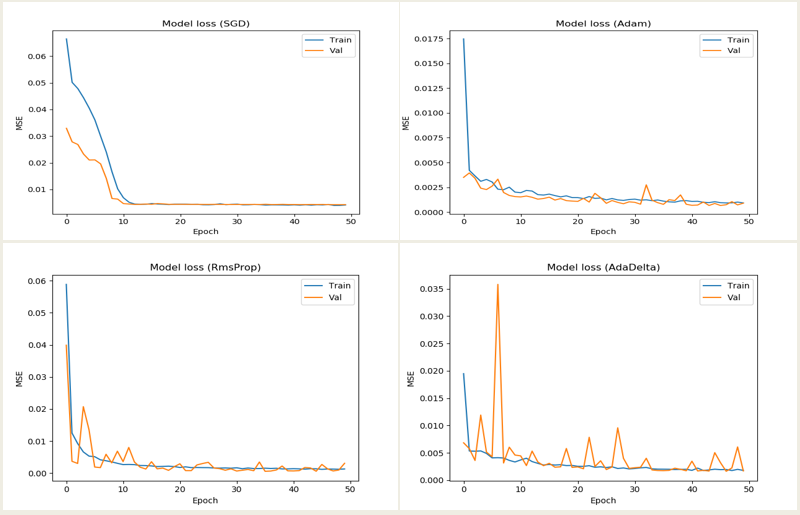 Model loss (SGD)
Train
Val
MSE
0.06
0.05
0.04
0.03
0.02
0.01
0 10 20 30 40 50
Epoch
Model loss (Adam)
Train
Val
MSE
0.0175
0.0150
0.0125
0.0100
0.0075
0.0050
0.0025
0.0000
0 10 20 30 40 50
Epoch
Model loss (RmsProp)
Train
Val
MSE
0.06
0.05
0.04
0.03
0.02
0.01
0.00
0 10 20 30 40 50
Epoch
Model loss (AdaDelta)
Train
Val
MSE
0.035
0.030
0.025
0.020
0.015
0.010
0.005
0.000
0 10 20 30 40 50
Epoch